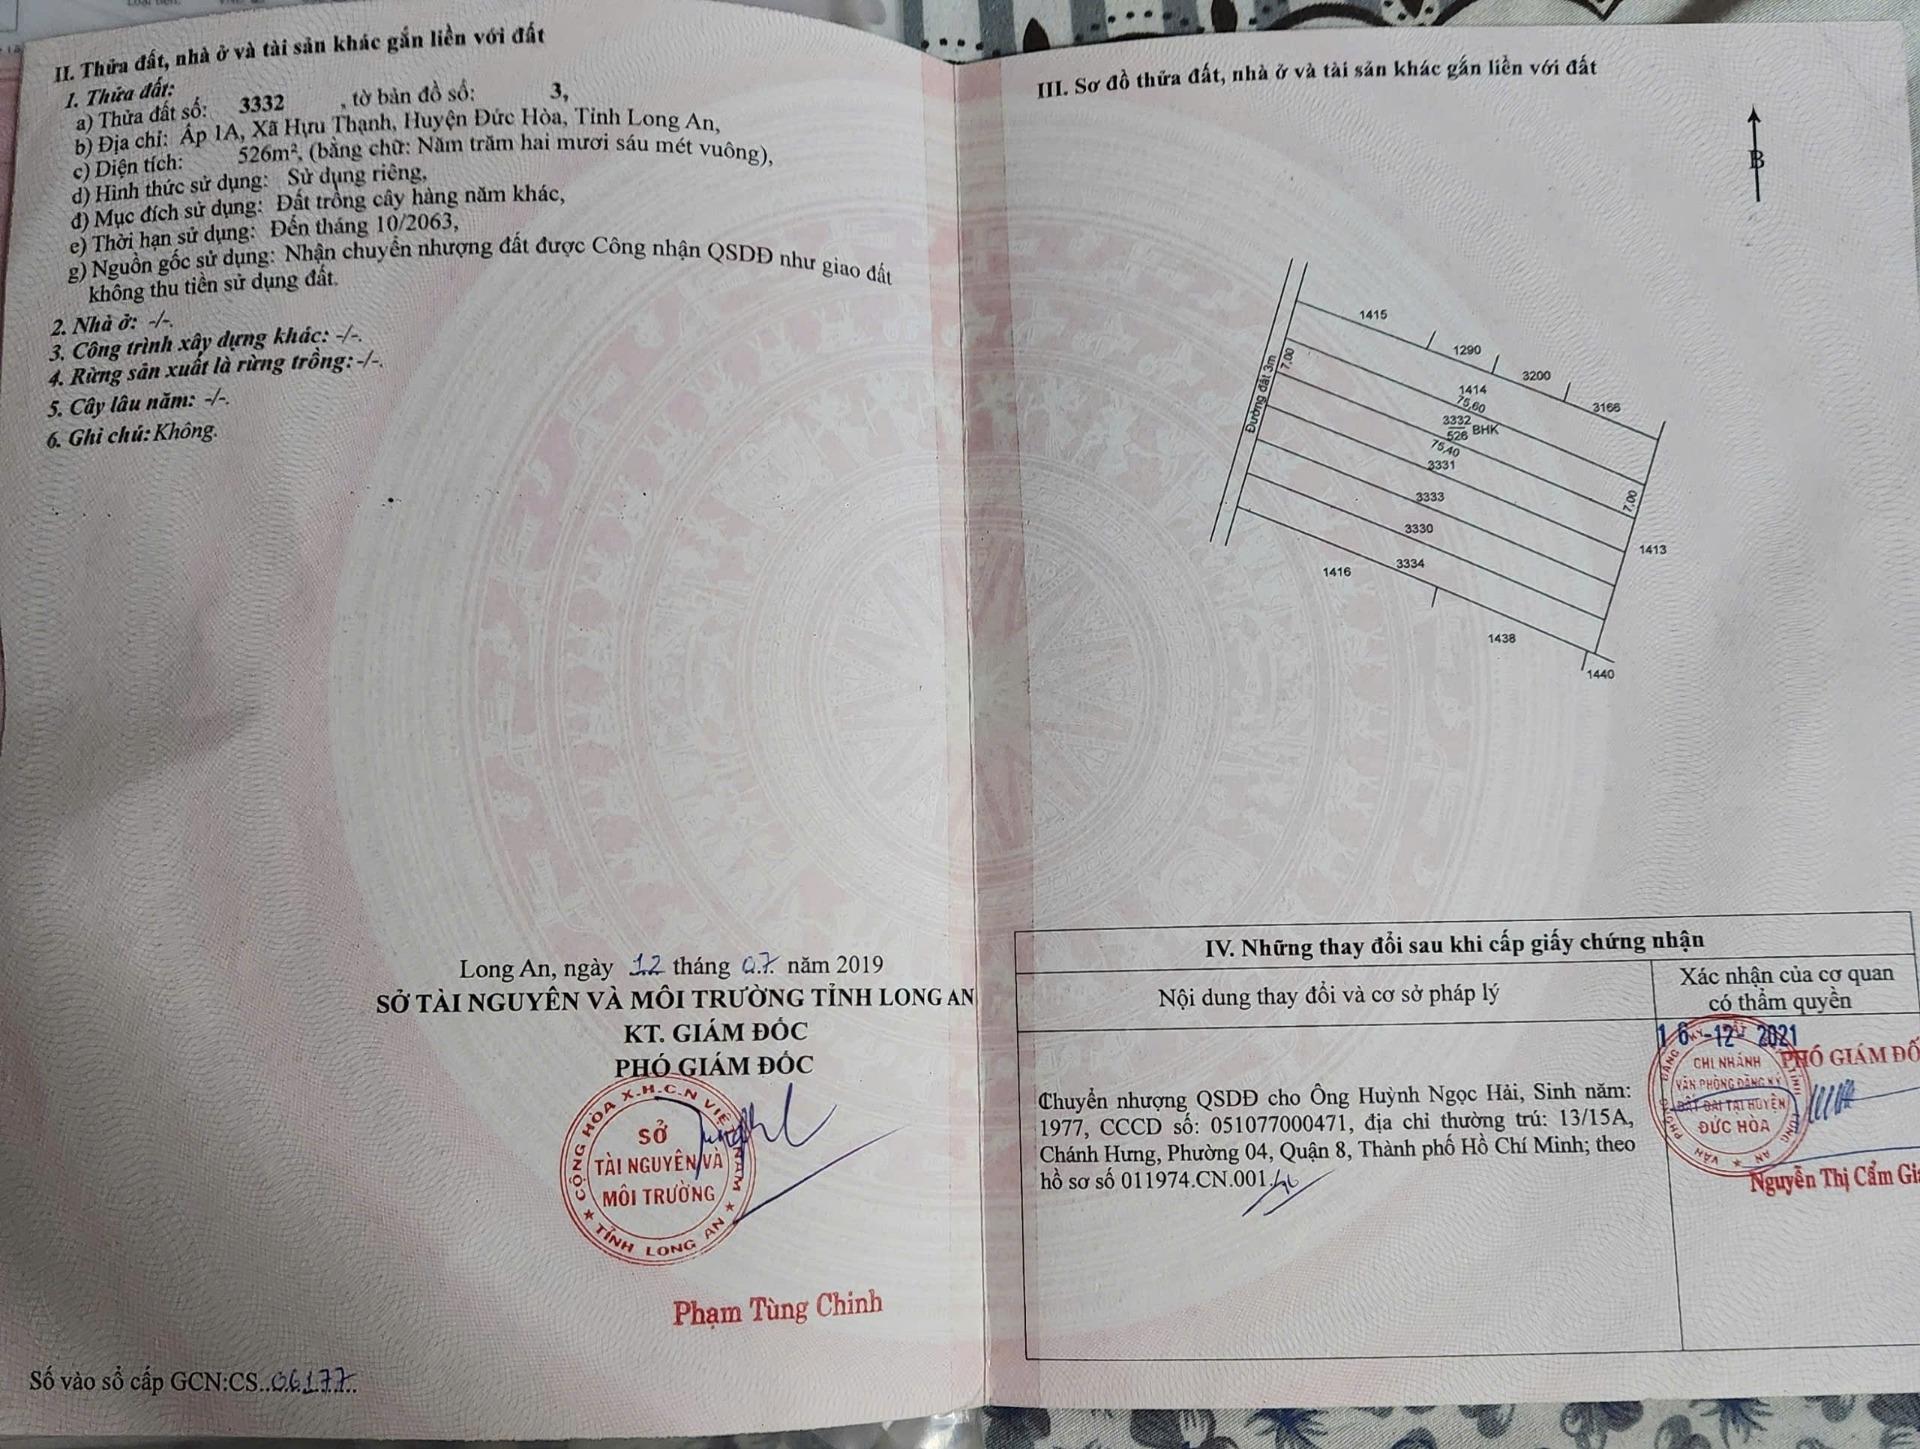 II. Thửa đất, nhà ở và tài sản khác gắn liền với đất
1. Thửa đất:
a) Thửa đất số: 3332 , tờ bản đồ số: 3,
b) Địa chỉ: Ấp 1A, Xã Hựu Thạnh, Huyện Đức Hòa, Tỉnh Long An,
c) Diện tích: 526m², (bằng chữ: Năm trăm hai mươi sáu mét vuông),
d) Hình thức sử dụng: Sử dụng riêng,
đ) Mục đích sử dụng: Đất trồng cây hàng năm khác,
e) Thời hạn sử dụng: Đến tháng 10/2063,
g) Nguồn gốc sử dụng: Nhận chuyển nhượng đất được Công nhận QSDĐ như giao đất
không thu tiền sử dụng đất.
2. Nhà ở: -/-.
3. Công trình xây dựng khác: -/-.
4. Rừng sản xuất là rừng trồng: -/-.
5. Cây lâu năm: -/-.
6. Ghi chú: Không.
Long An, ngày 12 tháng 07 năm 2019
SỞ TÀI NGUYÊN VÀ MÔI TRƯỜNG TỈNH LONG AN
KT. GIÁM ĐỐC
PHÓ GIÁM ĐỐC
CỘNG HÒA X.H.C.N VIỆT NAM
SỞ
TÀI NGUYÊN VÀ
MÔI TRƯỜNG
★ TỈNH LONG AN ★
Phạm Tùng Chinh
Số vào sổ cấp GCN:CS..06177..
III. Sơ đồ thửa đất, nhà ở và tài sản khác gắn liền với đất
B
1415
1290
3200
3166
Đường đất 3m
7,00
1414
75,60
3332
526
BHK
75,40
3331
7,00
3333
3330
1413
3334
1416
1438
1440
IV. Những thay đổi sau khi cấp giấy chứng nhận
Nội dung thay đổi và cơ sở pháp lý
Xác nhận của cơ quan
có thẩm quyền
Chuyển nhượng QSDĐ cho Ông Huỳnh Ngọc Hải, Sinh năm:
1977, CCCD số: 051077000471, địa chỉ thường trú: 13/15A,
Chánh Hưng, Phường 04, Quận 8, Thành phố Hồ Chí Minh; theo
hồ sơ số 011974.CN.001.
16 -12- 2021
PHÓ GIÁM ĐỐ
CHI NHÁNH
VĂN PHÒNG ĐĂNG KÝ
ĐẤT ĐAI TẠI HUYỆN
ĐỨC HÒA
Nguyễn Thị Cẩm Gi